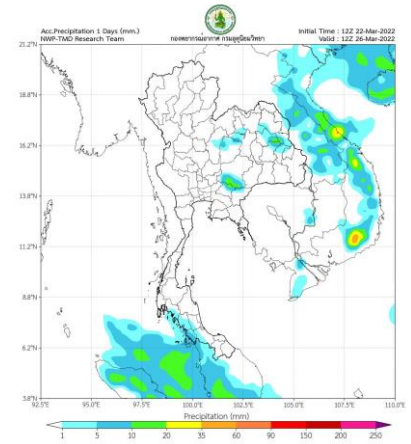 Acc.Precipitation 1 Days (mm.)
NWP-TMD Research Team
กองพยากรณ์อากาศ กรมอุตุนิยมวิทยา
Initial Time : 12Z 22-Mar-2022
Valid : 12Z 26-Mar-2022
21.2°N
18.8°N
16.2°N
13.8°N
11.2°N
8.8°N
6.2°N
3.8°N
92.5°E 95.0°E 97.5°E 100.0°E 102.5°E 105.0°E 107.5°E 110.0°E
Precipitation (mm)
1 5 10 20 35 60 90 150 200 250